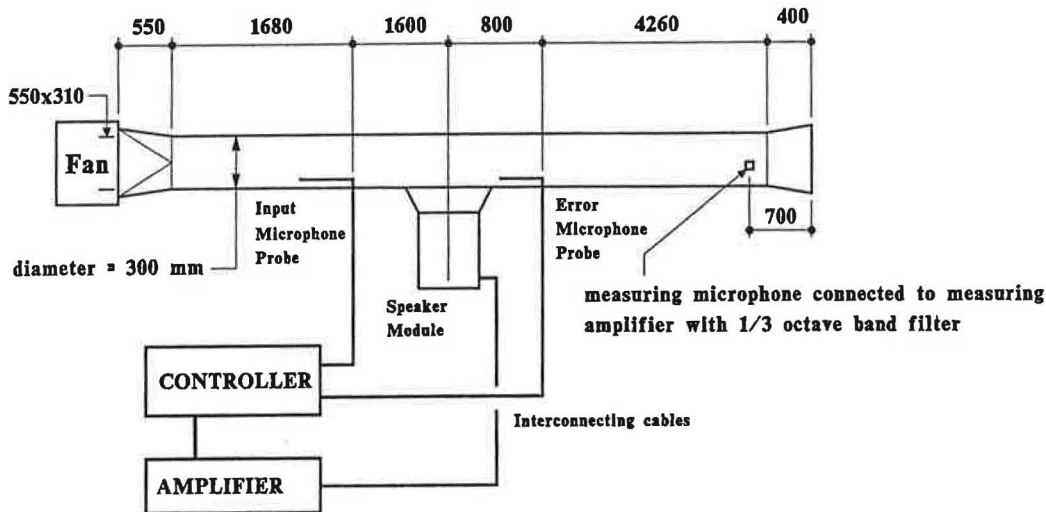 550 1680 1600 800 4260 400
550x310
Fan
Input
Microphone
Probe
Error
Microphone
Probe
700
diameter = 300 mm
Speaker
Module
measuring microphone connected to measuring
amplifier with 1/3 octave band filter
CONTROLLER
Interconnecting cables
AMPLIFIER